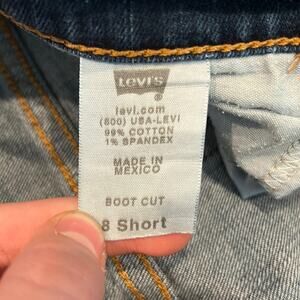 Levi's
levi.com
(800) USA-LEVI
99% COTTON
1% SPANDEX
MADE IN
MEXICO
BOOT CUT
8 Short